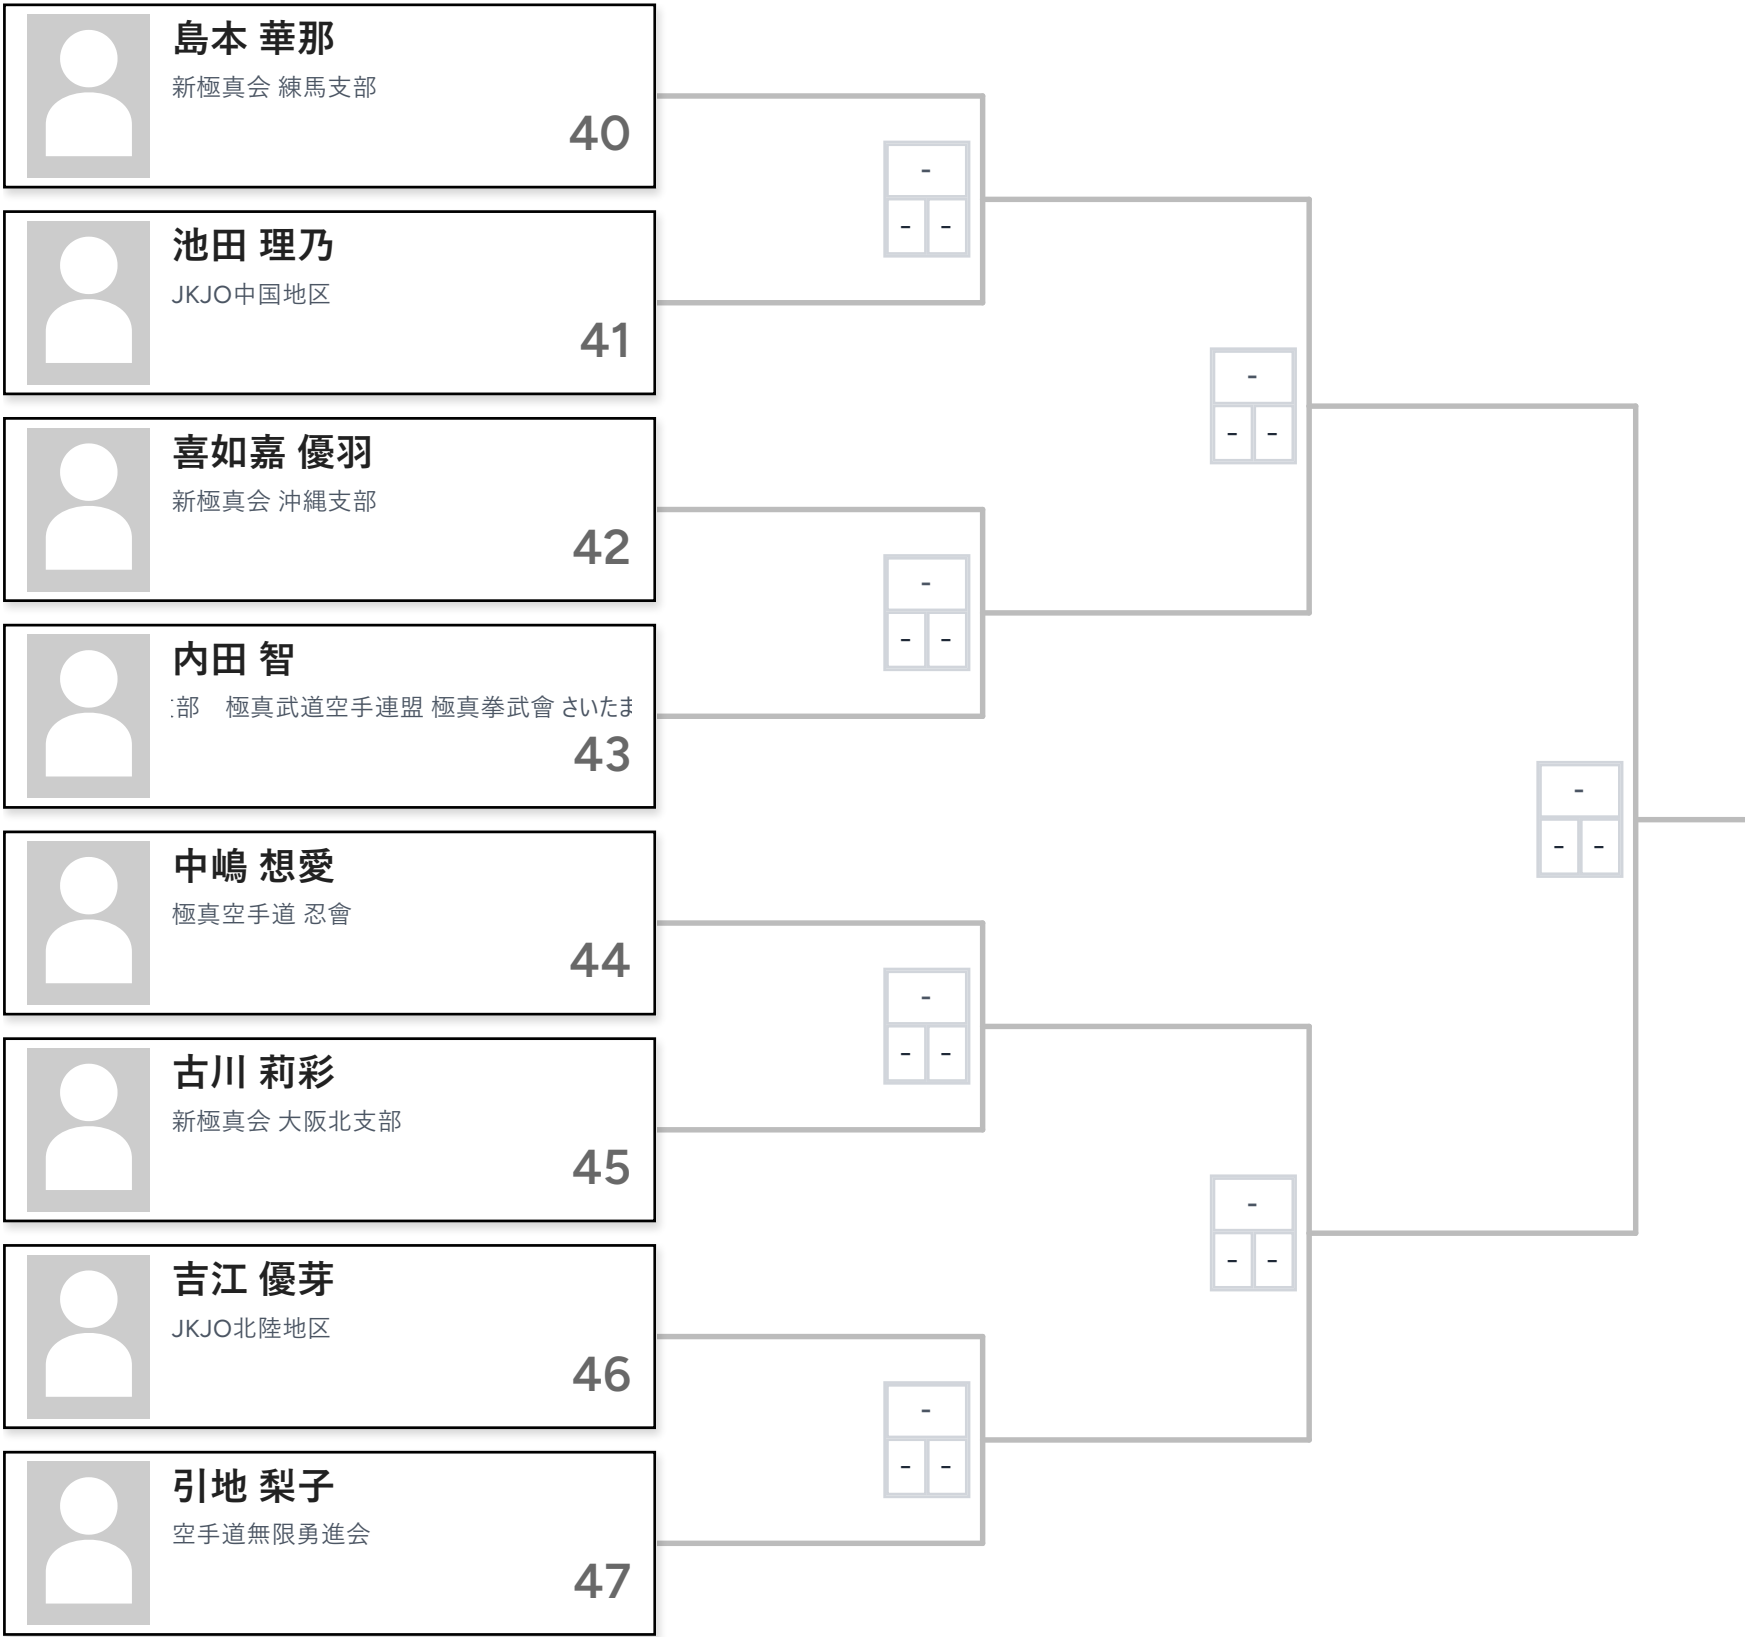 島本 華那
新極真会 練馬支部
40
池田 理乃
JKJO中国地区
41
喜如嘉 優羽
新極真会 沖縄支部
42
内田 智
部　極真武道空手連盟 極真拳武會 さいたま
43
中嶋 想愛
極真空手道 忍會
44
古川 莉彩
新極真会 大阪北支部
45
吉江 優芽
JKJO北陸地区
46
引地 梨子
空手道無限勇進会
47
-
- -
-
- -
-
- -
-
- -
-
- -
-
- -
-
- -